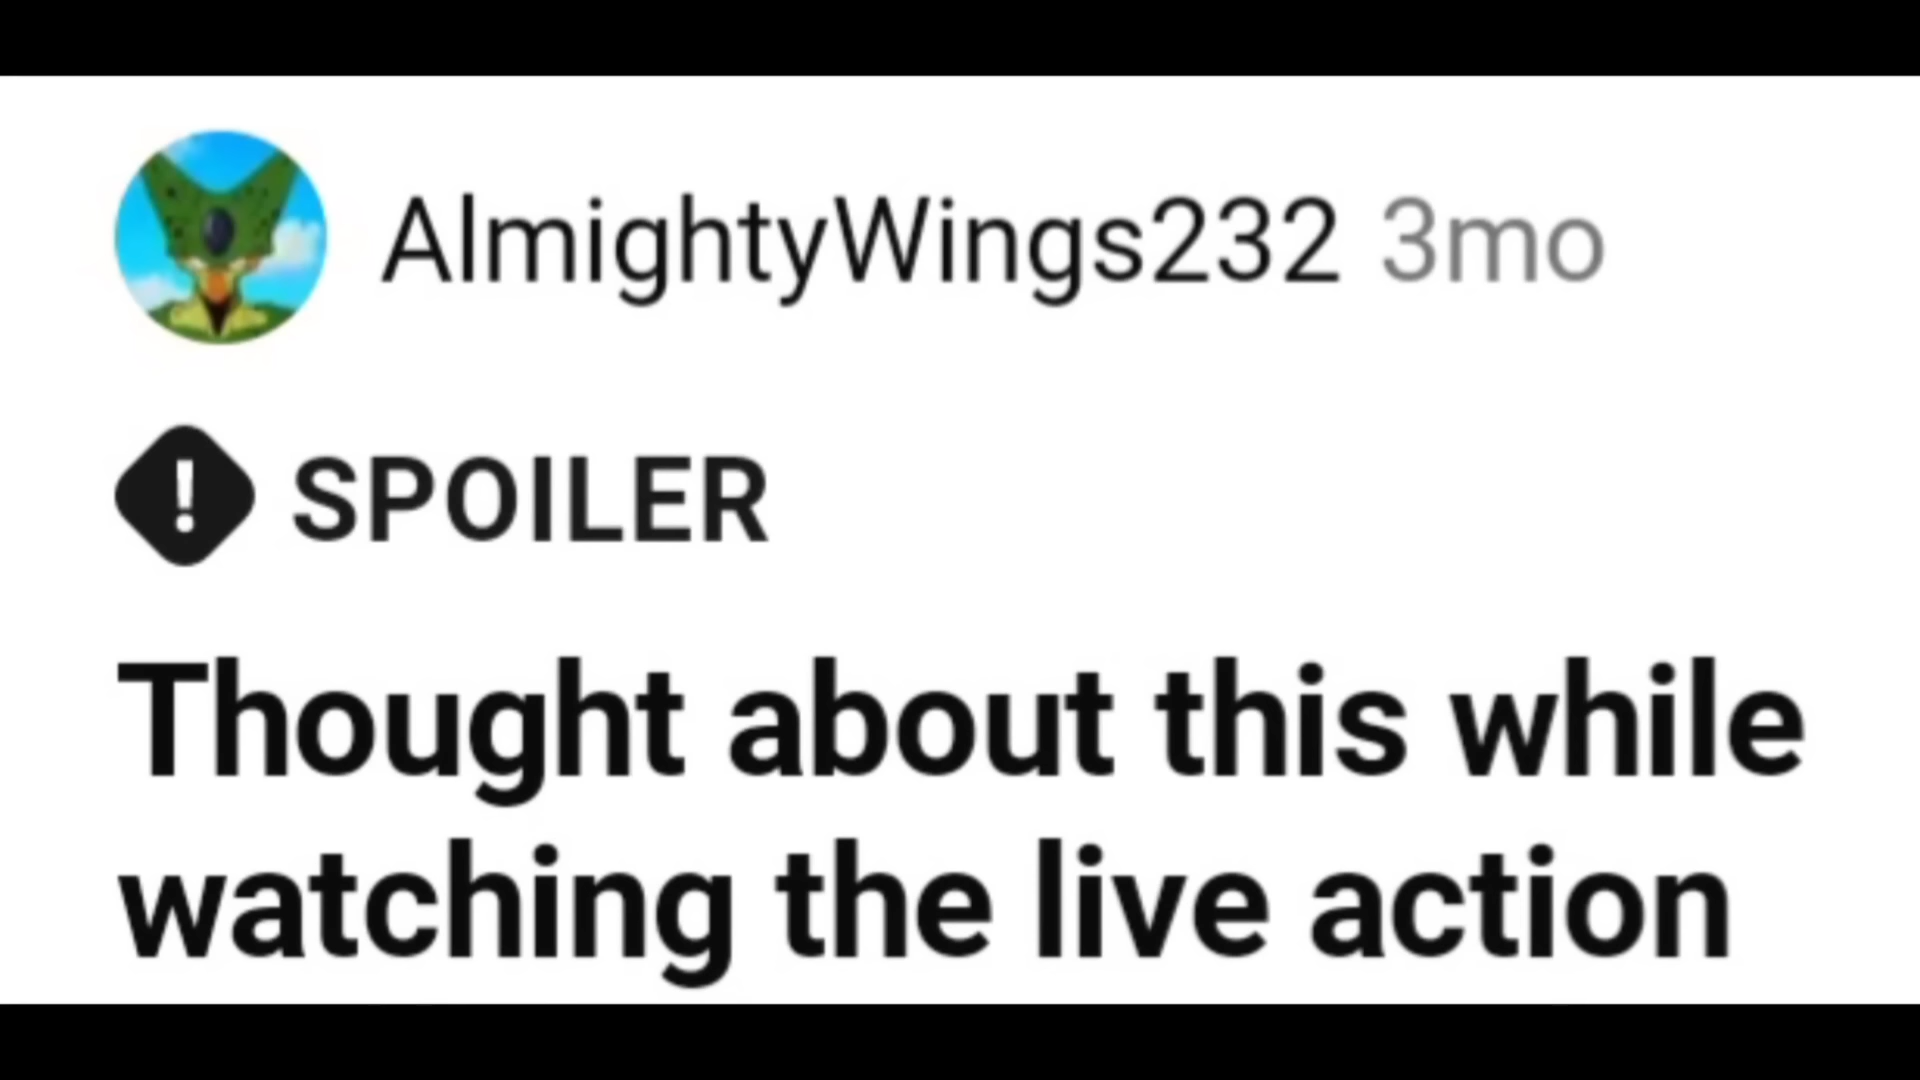 AlmightyWings232 3mo
! SPOILER
Thought about this while
watching the live action